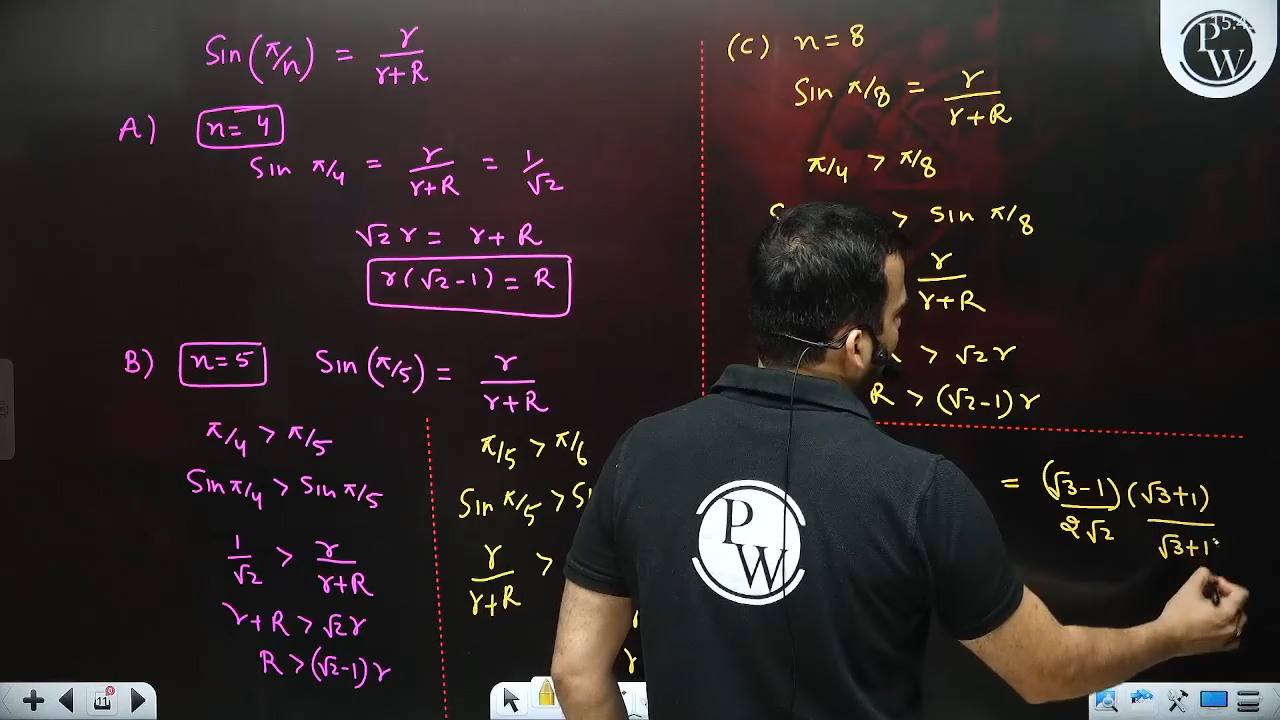 Sin(π/n) = r/(r+R)
A) n = 4
Sin π/4 = r/(r+R) = 1/√2
√2 r = r + R
r(√2-1) = R
B) n=5 Sin(π/5) = r/(r+R)
π/4 > π/5
Sin π/4 > Sin π/5
1/√2 > r/(r+R)
r+R > √2 r
R > (√2-1) r
π/5 > π/6
Sin π/5 >
r/(r+R) >
(C) n = 8
Sin π/8 = r/(r+R)
π/4 > π/8
> Sin π/8
r/(r+R)
> √2 r
R > (√2-1) r
= (√3-1)/2√2 (√3+1)/√3+1
PW
PW
11